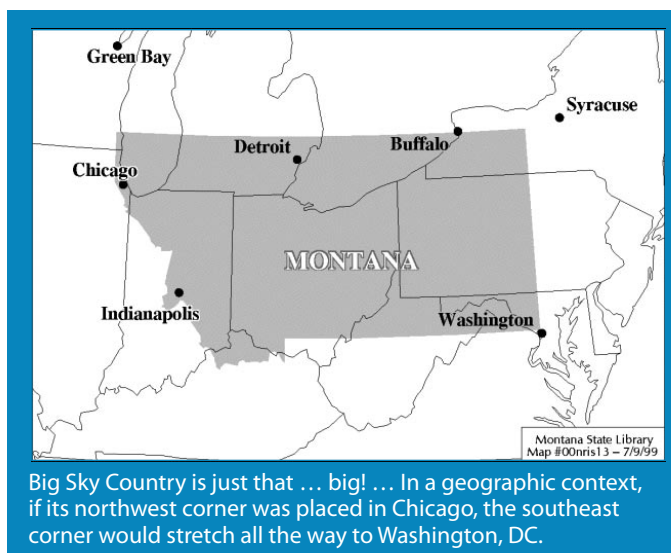 Green Bay
Syracuse
Detroit
Buffalo
Chicago
MONTANA
Indianapolis
Washington
Montana State Library
Map #00nris13 – 7/9/99
Big Sky Country is just that … big! … In a geographic context,
if its northwest corner was placed in Chicago, the southeast
corner would stretch all the way to Washington, DC.